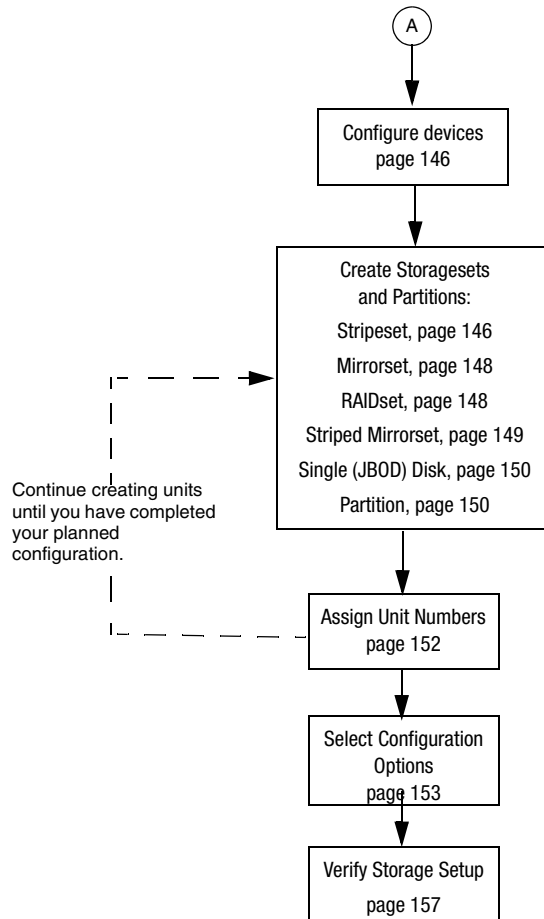 A
Configure devices
page 146
Create Storagesets
and Partitions:
Stripeset, page 146
Mirrorset, page 148
RAIDset, page 148
Striped Mirrorset, page 149
Single (JBOD) Disk, page 150
Partition, page 150
Continue creating units
until you have completed
your planned
configuration.
Assign Unit Numbers
page 152
Select Configuration
Options
page 153
Verify Storage Setup
page 157